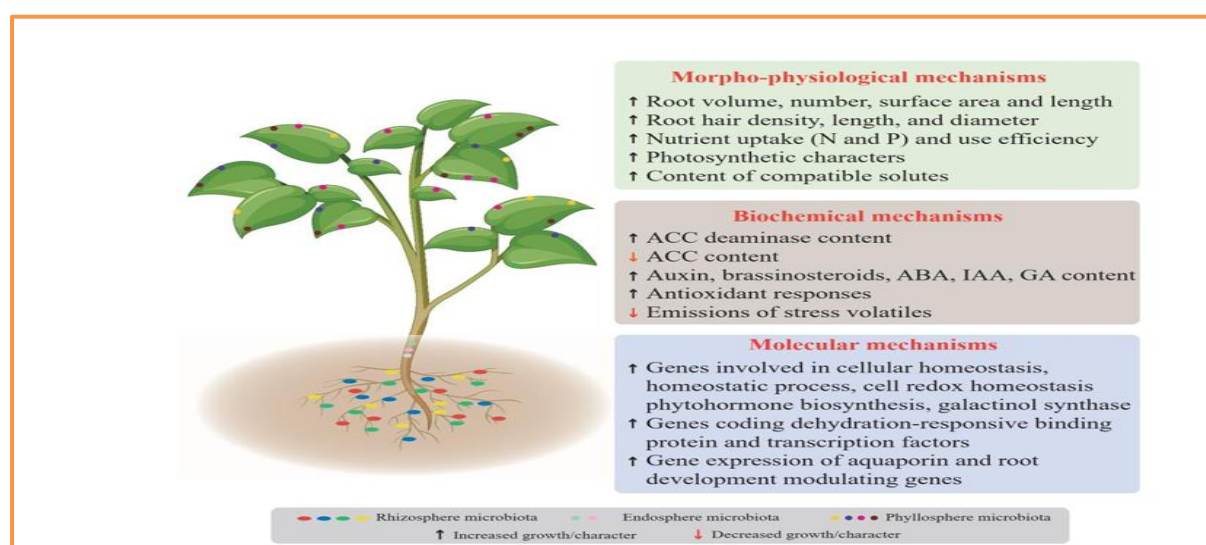 Morpho-physiological mechanisms
↑ Root volume, number, surface area and length
↑ Root hair density, length, and diameter
↑ Nutrient uptake (N and P) and use efficiency
↑ Photosynthetic characters
↑ Content of compatible solutes
Biochemical mechanisms
↑ ACC deaminase content
↓ ACC content
↑ Auxin, brassinosteroids, ABA, IAA, GA content
↑ Antioxidant responses
↓ Emissions of stress volatiles
Molecular mechanisms
↑ Genes involved in cellular homeostasis,
homeostatic process, cell redox homeostasis
phytohormone biosynthesis, galactinol synthase
↑ Genes coding dehydration-responsive binding
protein and transcription factors
↑ Gene expression of aquaporin and root
development modulating genes
Rhizosphere microbiota Endosphere microbiota Phyllosphere microbiota
↑ Increased growth/character ↓ Decreased growth/character